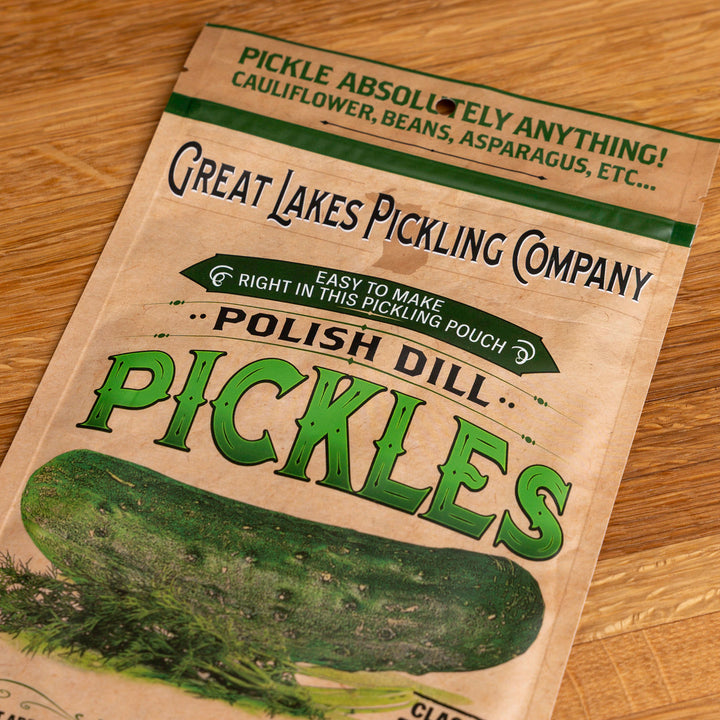 PICKLE ABSOLUTELY ANYTHING!
CAULIFLOWER, BEANS, ASPARAGUS, ETC...
GREAT LAKES PICKLING COMPANY
EASY TO MAKE
RIGHT IN THIS PICKLING POUCH
POLISH DILL
PICKLES